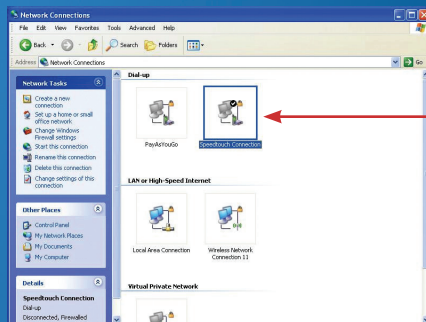 Network Connections
File Edit View Favorites Tools Advanced Help
Back Search Folders
Address Network Connections Go
Network Tasks
Create a new
connection
Set up a home or small
office network
Change Windows
Firewall settings
Start this connection
Rename this connection
Delete this connection
Change settings of this
connection
Other Places
Control Panel
My Network Places
My Documents
My Computer
Details
Speedtouch Connection
Dial-up
Disconnected, Firewalled
Dial-up
PayAsYouGo
Speedtouch Connection
LAN or High-Speed Internet
Local Area Connection
Wireless Network
Connection 11
Virtual Private Network